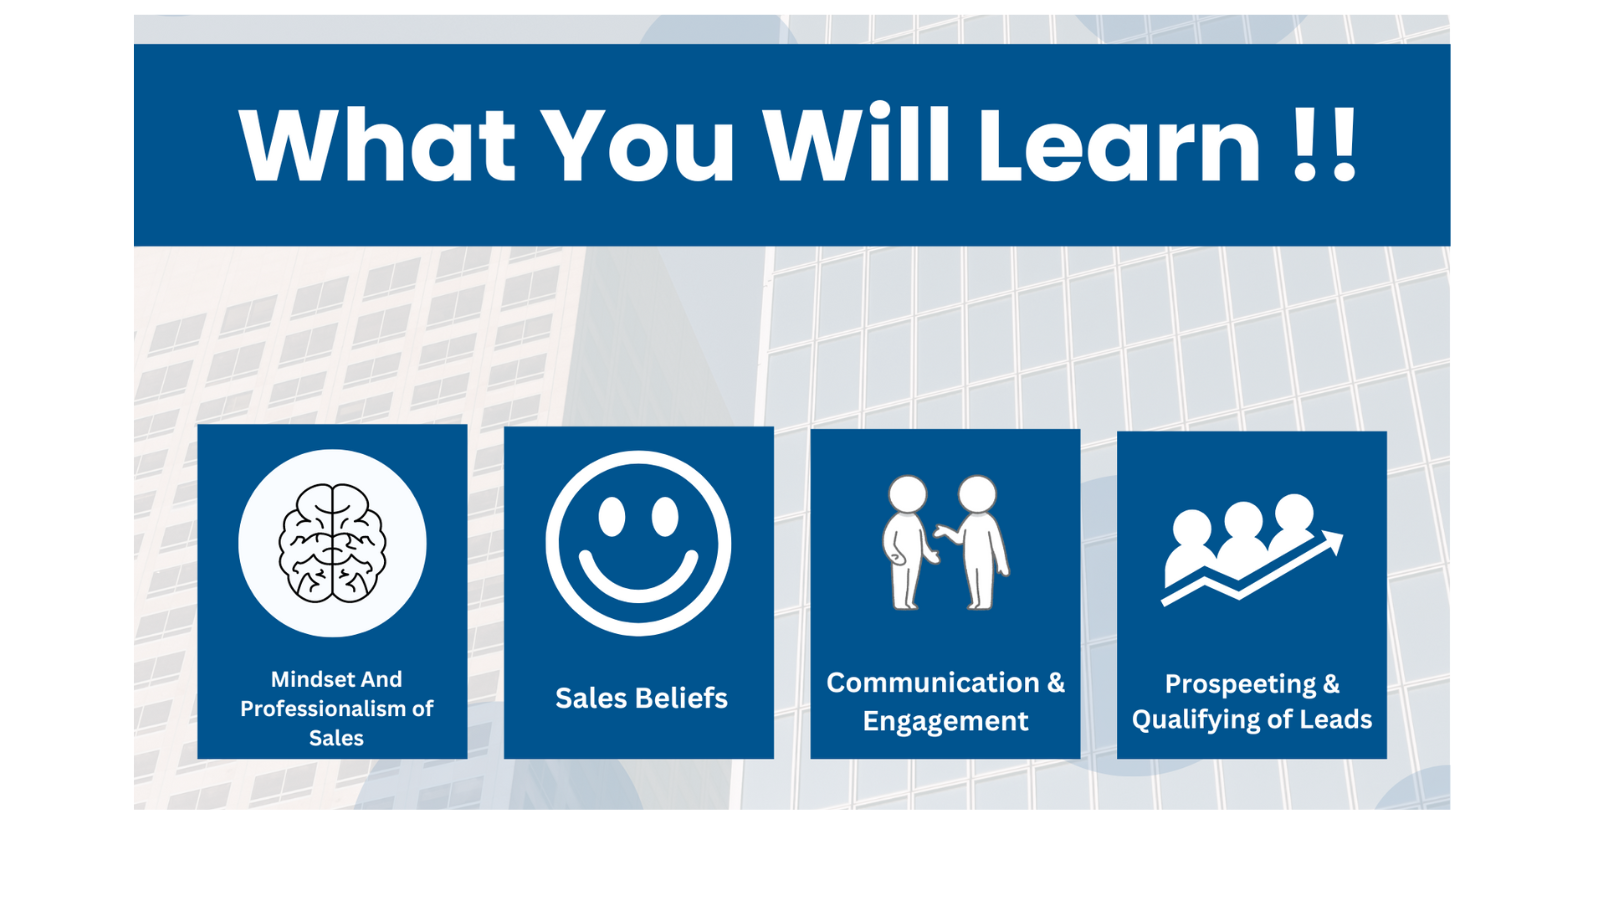 What You Will Learn !!
Mindset And
Professionalism of
Sales
Sales Beliefs
Communication &
Engagement
Prospeeting &
Qualifying of Leads